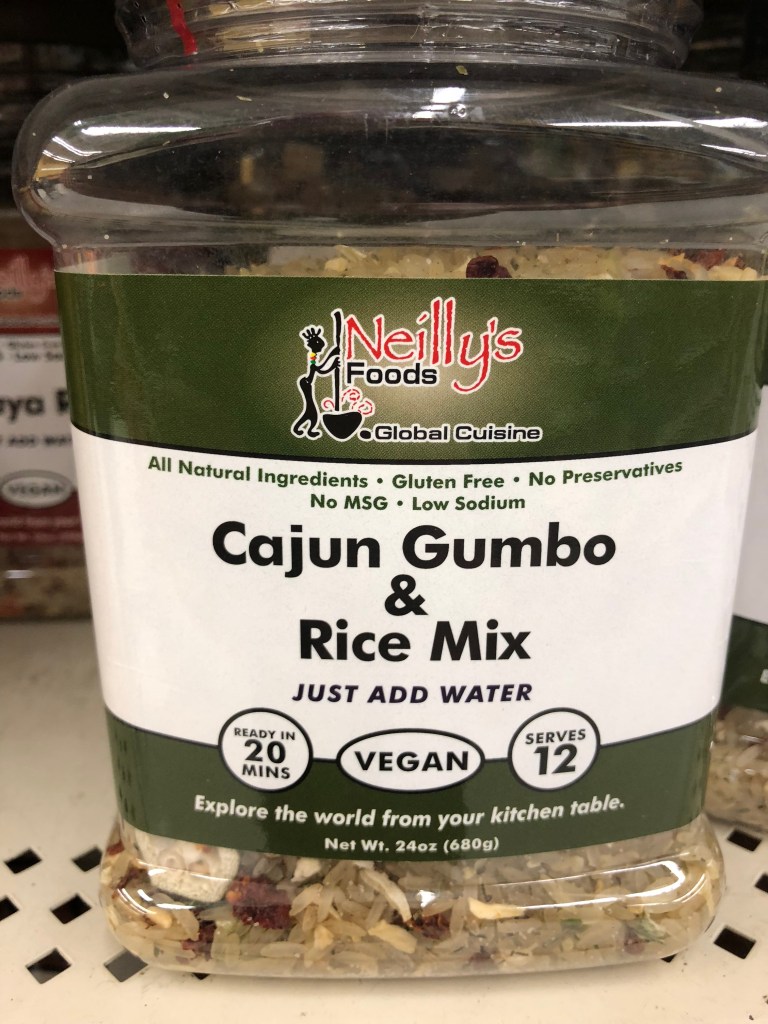 Neilly's
Foods
Global Cuisine
All Natural Ingredients • Gluten Free • No Preservatives
No MSG • Low Sodium
Cajun Gumbo
&
Rice Mix
JUST ADD WATER
READY IN
20
MINS
VEGAN
SERVES
12
Explore the world from your kitchen table.
Net Wt. 24oz (680g)
VEGAN